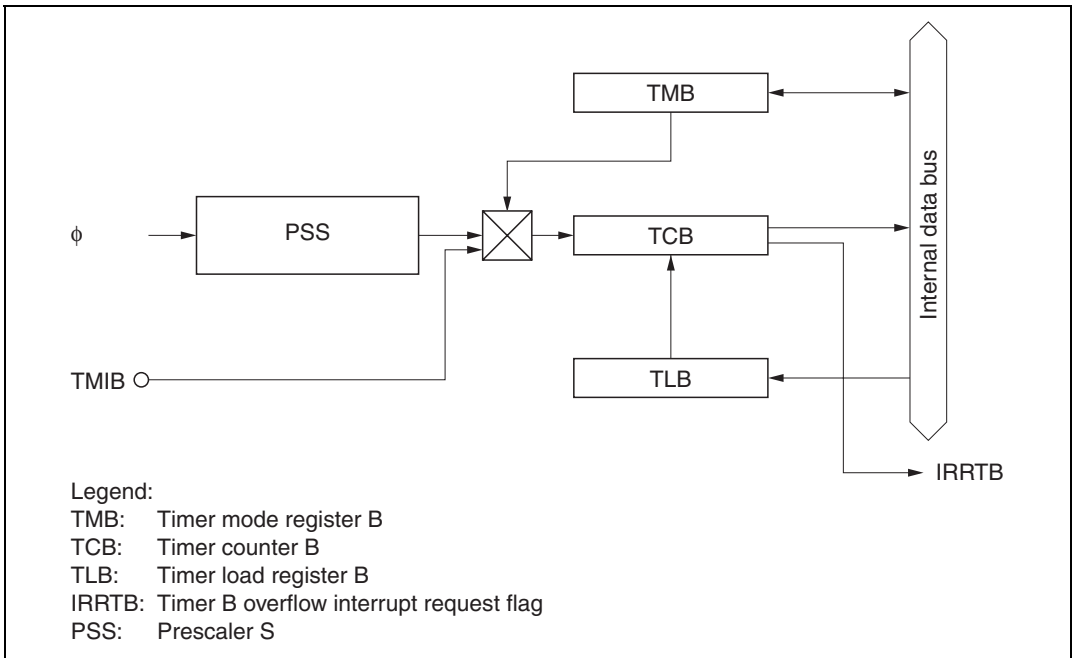 TMB
φ
PSS
TCB
Internal data bus
TMIB
TLB
IRRTB
Legend:
TMB: Timer mode register B
TCB: Timer counter B
TLB: Timer load register B
IRRTB: Timer B overflow interrupt request flag
PSS: Prescaler S